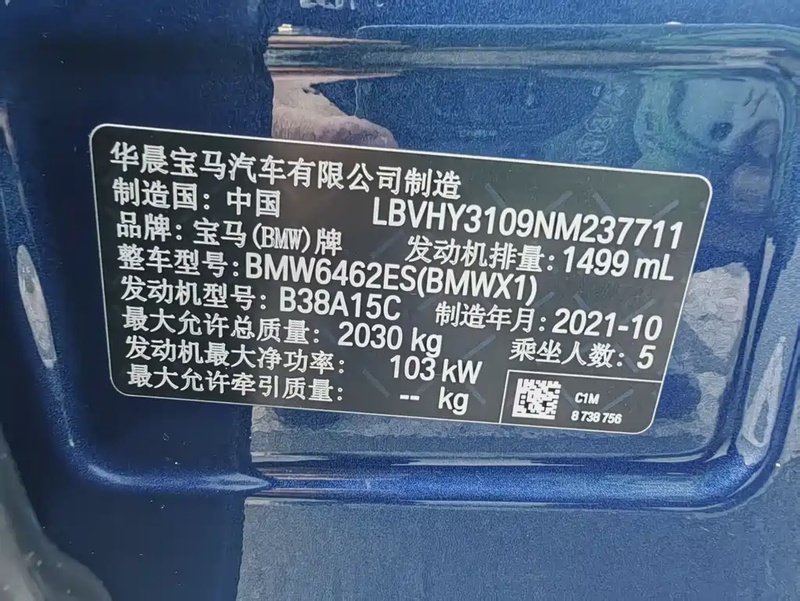 华晨宝马汽车有限公司制造
制造国: 中国 LBVHY3109NM237711
品牌: 宝马(BMW)牌 发动机排量: 1499 mL
整车型号: BMW6462ES(BMWX1)
发动机型号: B38A15C 制造年月: 2021-10
最大允许总质量: 2030 kg 乘坐人数: 5
发动机最大净功率: 103 kW
最大允许牵引质量: -- kg
C1M
8 738 756